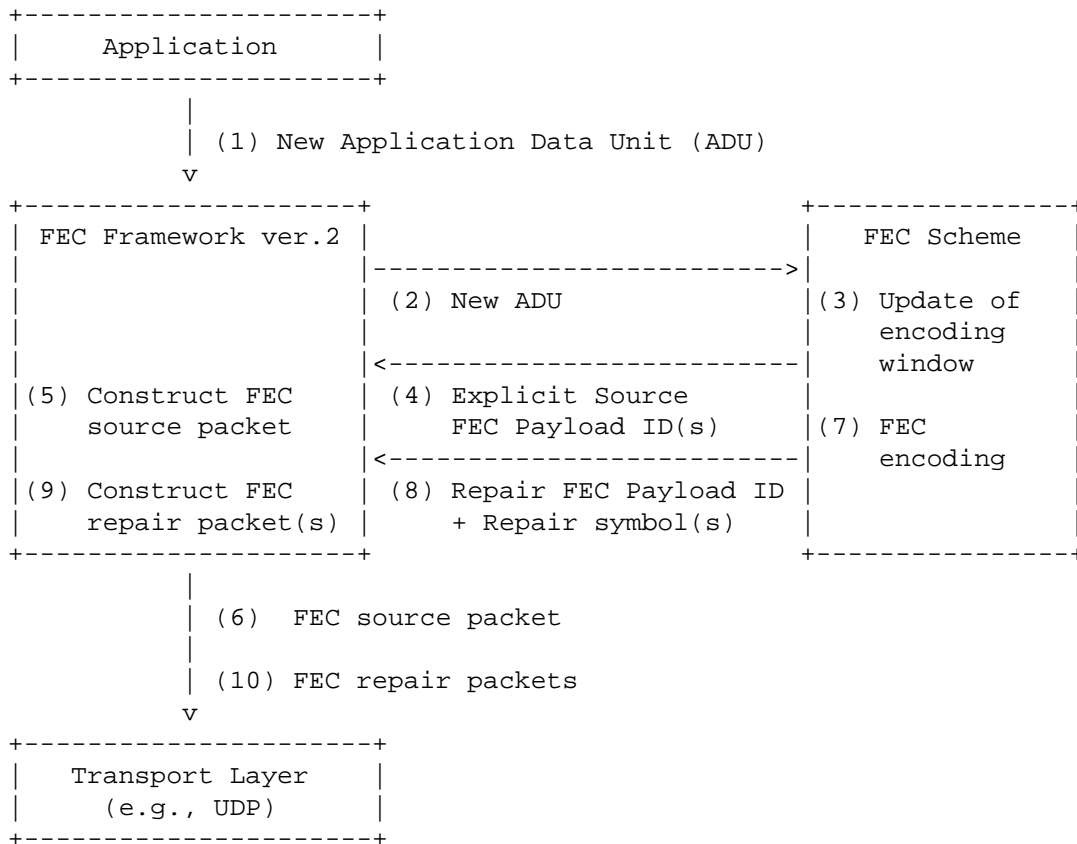 Application
(1) New Application Data Unit (ADU)
FEC Framework ver.2 FEC Scheme
(2) New ADU (3) Update of
encoding
window
(5) Construct FEC (4) Explicit Source
source packet FEC Payload ID(s) (7) FEC
encoding
(9) Construct FEC (8) Repair FEC Payload ID
repair packet(s) + Repair symbol(s)
(6) FEC source packet
(10) FEC repair packets
Transport Layer
(e.g., UDP)